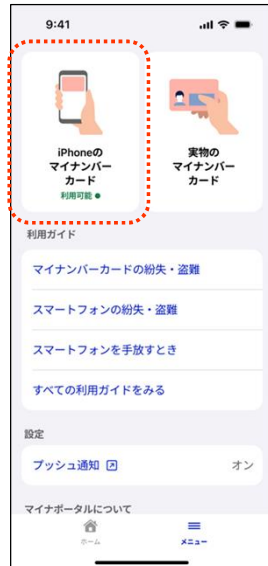 9:41
iPhoneの
マイナンバー
カード
利用可能
実物の
マイナンバー
カード
利用ガイド
マイナンバーカードの紛失・盗難
スマートフォンの紛失・盗難
スマートフォンを手放すとき
すべての利用ガイドをみる
設定
プッシュ通知
オン
マイナポータルについて
ホーム
メニュー